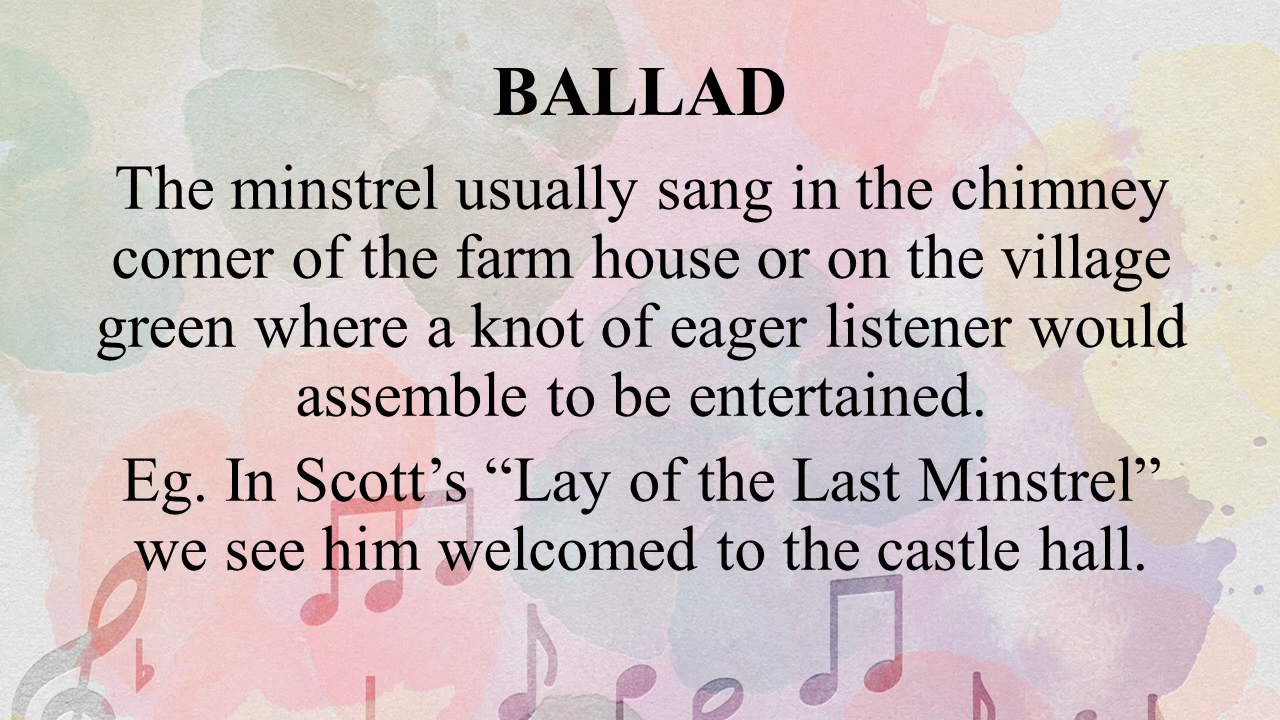 BALLAD
The minstrel usually sang in the chimney
corner of the farm house or on the village
green where a knot of eager listener would
assemble to be entertained.
Eg. In Scott’s “Lay of the Last Minstrel”
we see him welcomed to the castle hall.